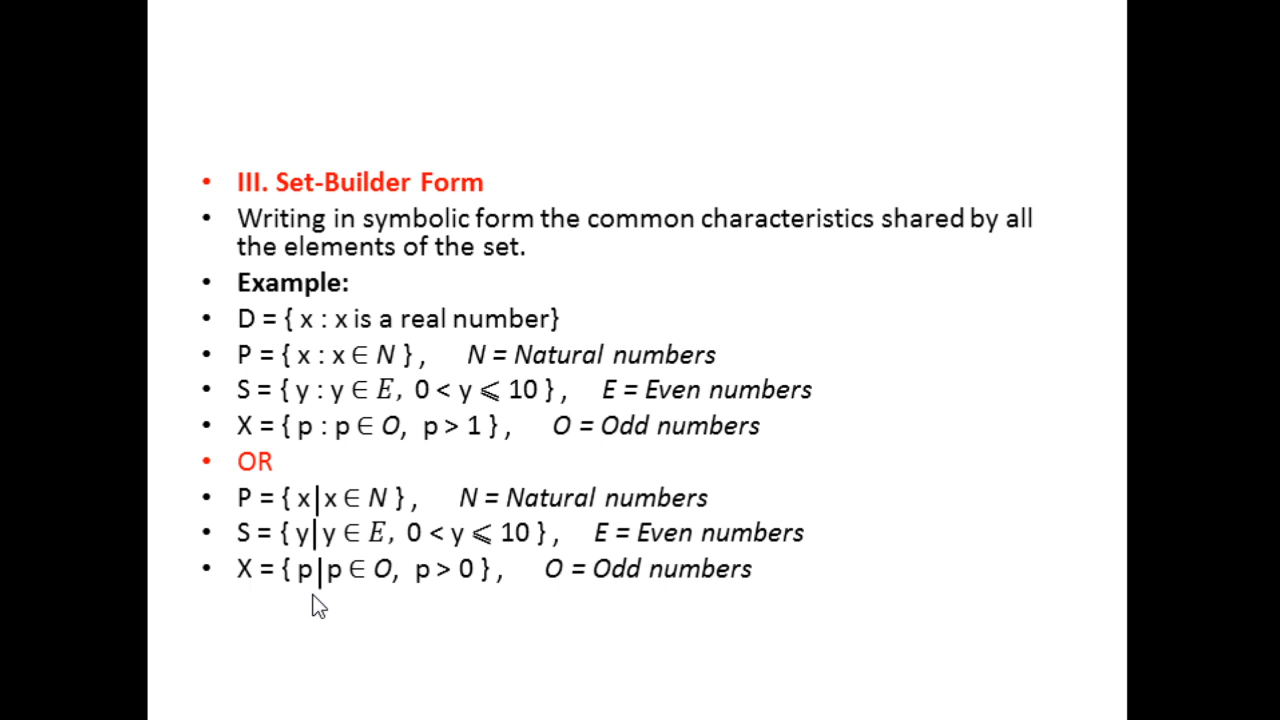 • III. Set-Builder Form
• Writing in symbolic form the common characteristics shared by all
the elements of the set.
• Example:
• D = { x : x is a real number}
• P = { x : x ∈ N } , N = Natural numbers
• S = { y : y ∈ E, 0 < y ⩽ 10 } , E = Even numbers
• X = { p : p ∈ O, p > 1 } , O = Odd numbers
• OR
• P = { x|x ∈ N } , N = Natural numbers
• S = { y|y ∈ E, 0 < y ⩽ 10 } , E = Even numbers
• X = { p|p ∈ O, p > 0 } , O = Odd numbers